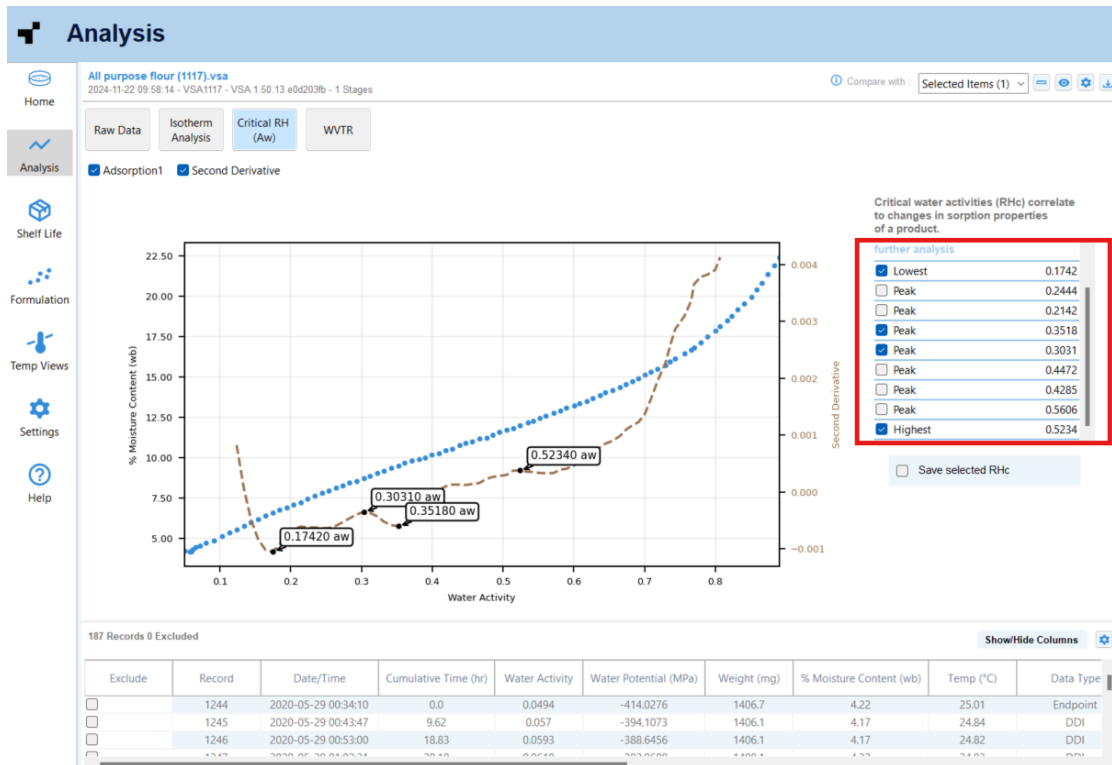 Analysis
Home
Analysis
Shelf Life
Formulation
Temp Views
Settings
Help
All purpose flour (1117).vsa
2024-11-22 09:58:14 - VSA1117 - VSA 1.50.13 e0d203fb - 1 Stages
Compare with :
Selected Items (1)
Raw Data
Isotherm
Analysis
Critical RH
(Aw)
WVTR
Adsorption1
Second Derivative
22.50
20.00
17.50
15.00
12.50
10.00
7.50
5.00
% Moisture Content (wb)
0.17420 aw
0.30310 aw
0.35180 aw
0.52340 aw
0.1
0.2
0.3
0.4
0.5
0.6
0.7
0.8
Water Activity
0.004
0.003
0.002
0.001
0.000
−0.001
Second Derivative
Critical water activities (RHc) correlate
to changes in sorption properties
of a product.
further analysis
Lowest 0.1742
Peak 0.2444
Peak 0.2142
Peak 0.3518
Peak 0.3031
Peak 0.4472
Peak 0.4285
Peak 0.5606
Highest 0.5234
Save selected RHc
187 Records 0 Excluded
Show/Hide Columns
Exclude Record Date/Time Cumulative Time (hr) Water Activity Water Potential (MPa) Weight (mg) % Moisture Content (wb) Temp (°C) Data Type
1244 2020-05-29 00:34:10 0.0 0.0494 -414.0276 1406.7 4.22 25.01 Endpoint
1245 2020-05-29 00:43:47 9.62 0.057 -394.1073 1406.1 4.17 24.84 DDI
1246 2020-05-29 00:53:00 18.83 0.0593 -388.6456 1406.1 4.17 24.82 DDI